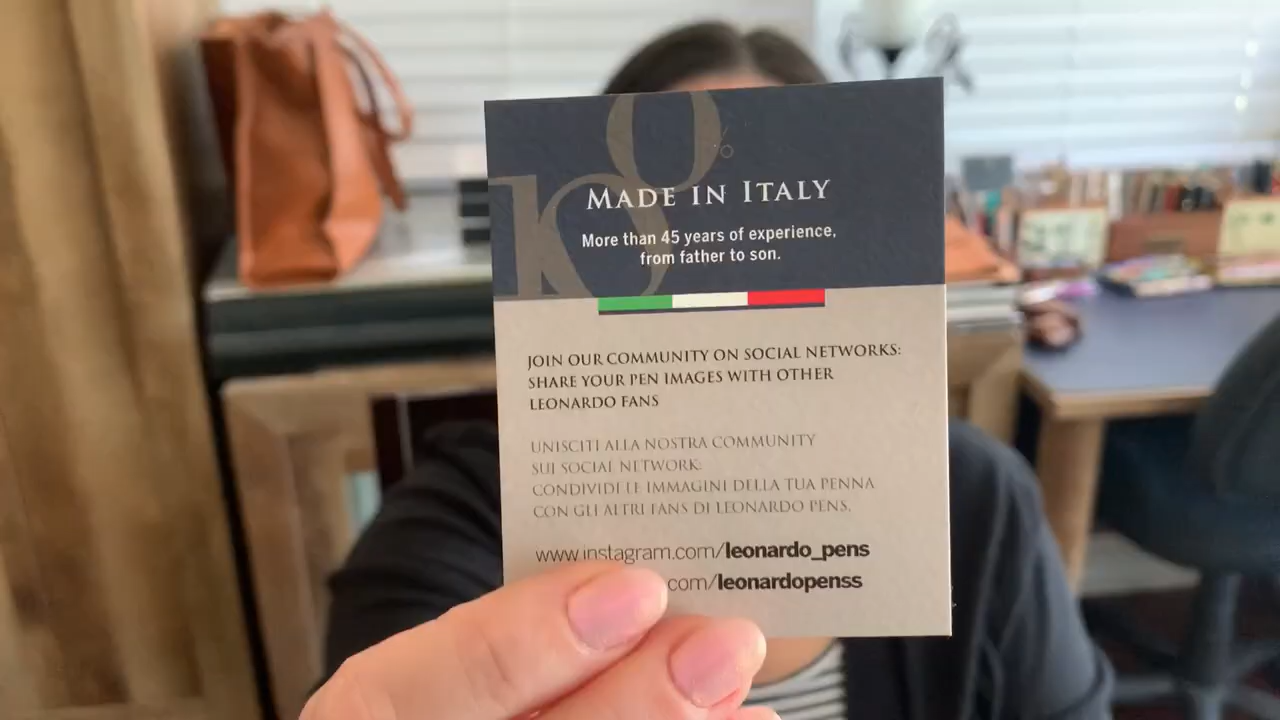 MADE IN ITALY
More than 45 years of experience,
from father to son.
JOIN OUR COMMUNITY ON SOCIAL NETWORKS:
SHARE YOUR PEN IMAGES WITH OTHER
LEONARDO FANS
UNISCITI ALLA NOSTRA COMMUNITY
SUI SOCIAL NETWORK:
CONDIVIDI LE IMMAGINI DELLA TUA PENNA
CON GLI ALTRI FANS DI LEONARDO PENS.
www.instagram.com/leonardo_pens
com/leonardopenss